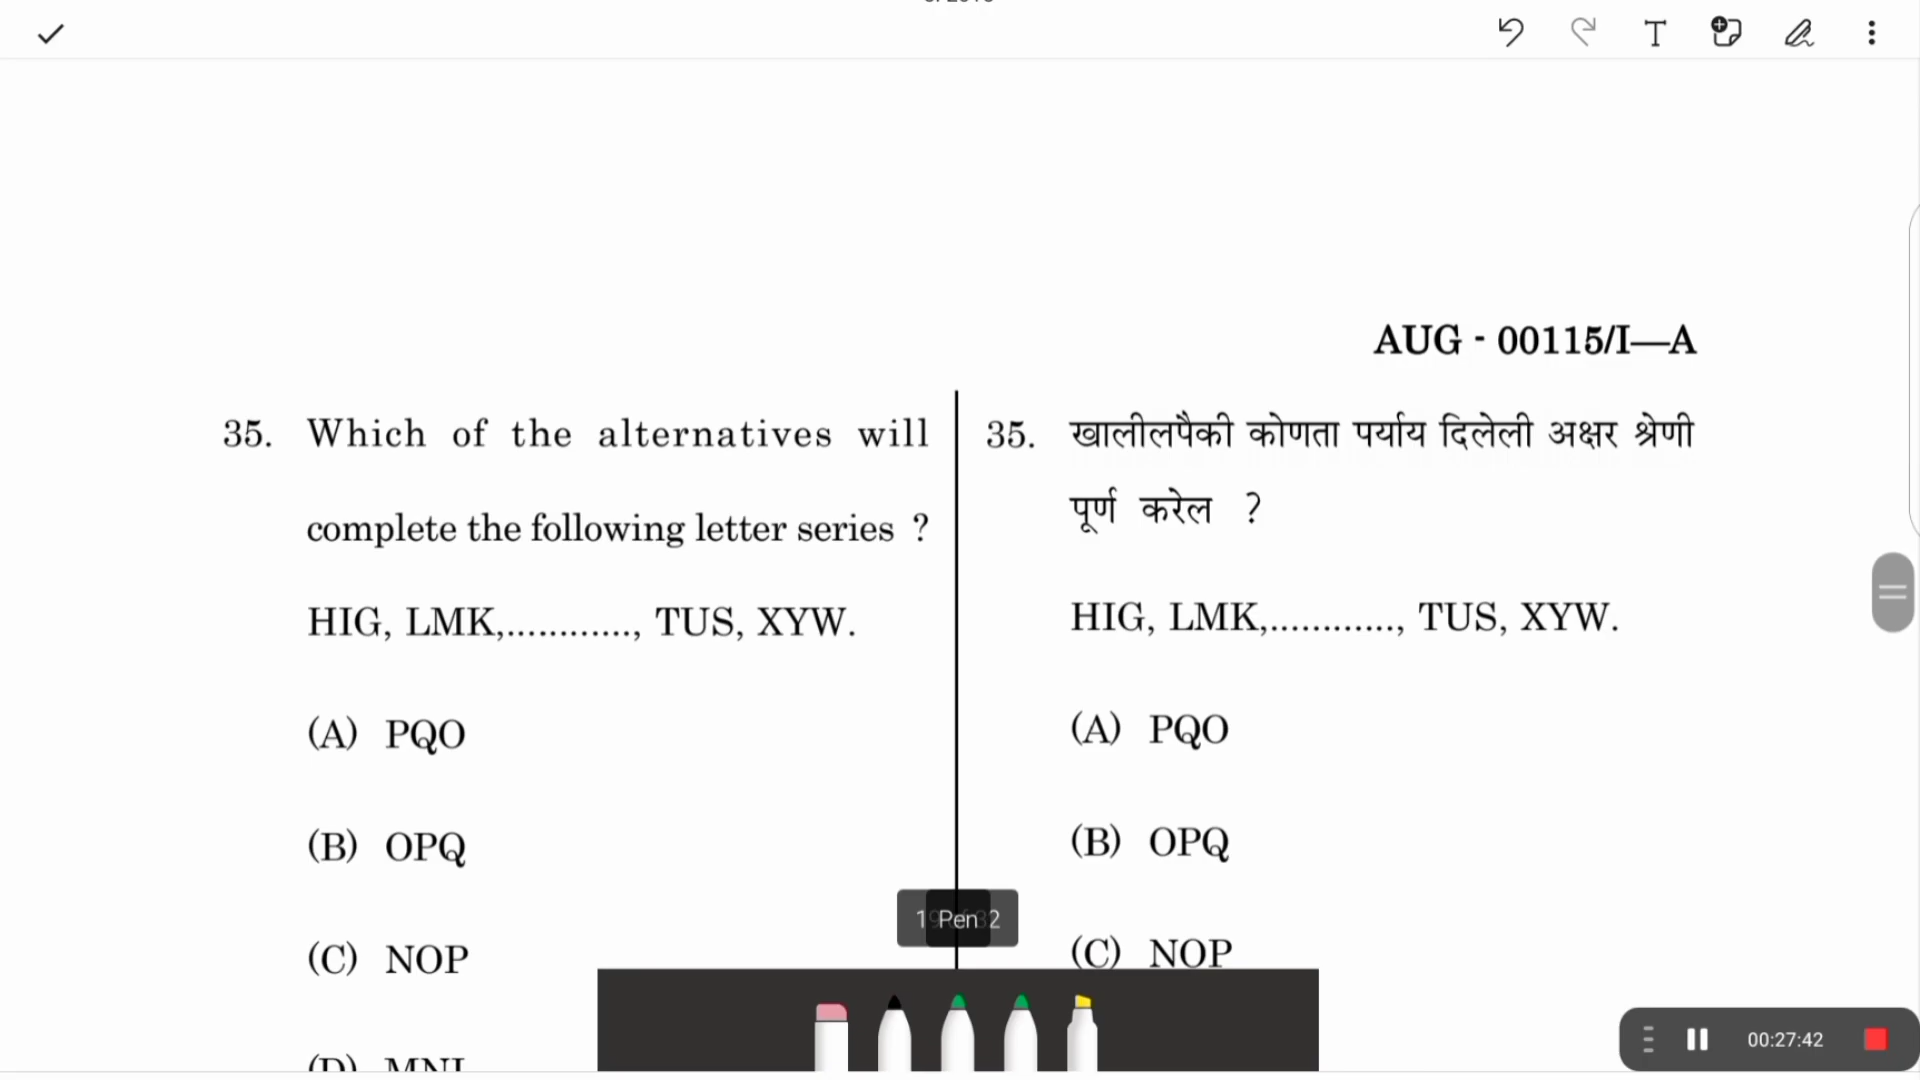 AUG - 00115/I—A
35. Which of the alternatives will
complete the following letter series ?
HIG, LMK,............, TUS, XYW.
(A) PQO
(B) OPQ
(C) NOP
35. खालीलपैकी कोणता पर्याय दिलेली अक्षर श्रेणी
पूर्ण करेल ?
HIG, LMK,............, TUS, XYW.
(A) PQO
(B) OPQ
(C) NOP
Pen
00:27:42